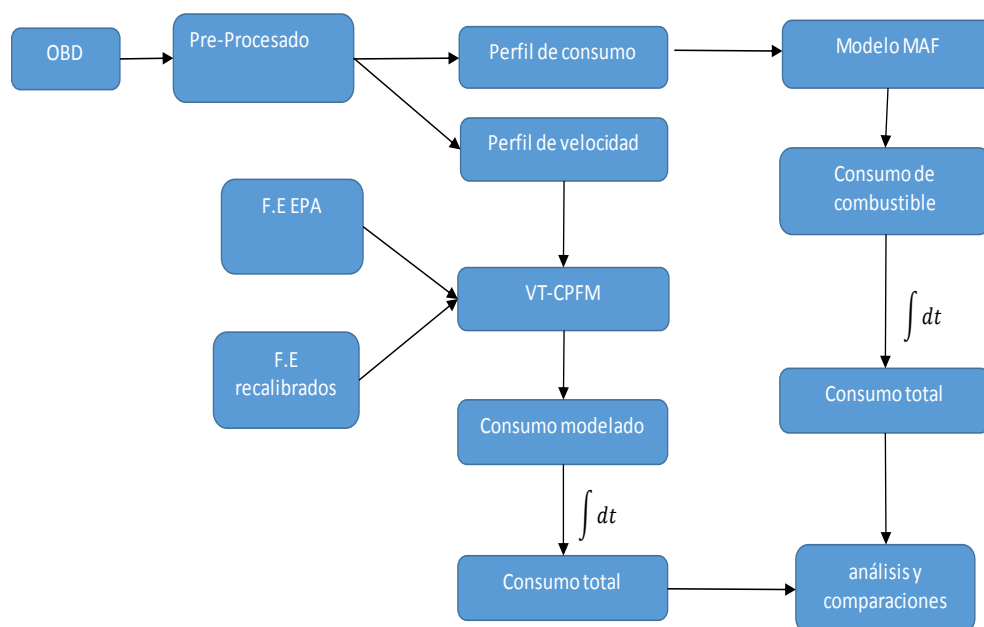 OBD
Pre-Procesado
Perfil de consumo
Modelo MAF
Perfil de velocidad
Consumo de
combustible
F.E EPA
VT-CPFM
∫ dt
F.E
recalibrados
Consumo total
Consumo modelado
∫ dt
Consumo total
análisis y
comparaciones